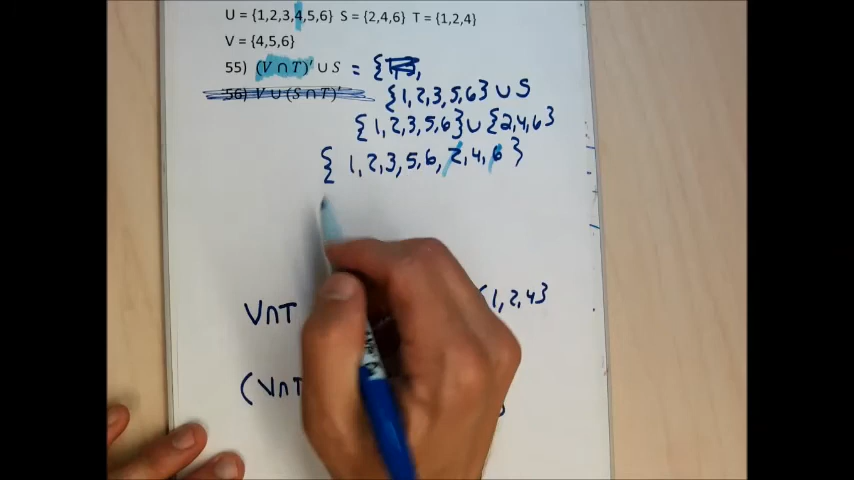 U = {1,2,3,4,5,6} S = {2,4,6} T = {1,2,4}
V = {4,5,6}
55) (V ∩ T)' ∪ S = {
56) V ∪ (S ∩ T)'
{1,2,3,5,6} ∪ S
{1,2,3,5,6} ∪ {2,4,6}
{1,2,3,5,6,2,4,6}
V∩T {1,2,4}
(V∩T